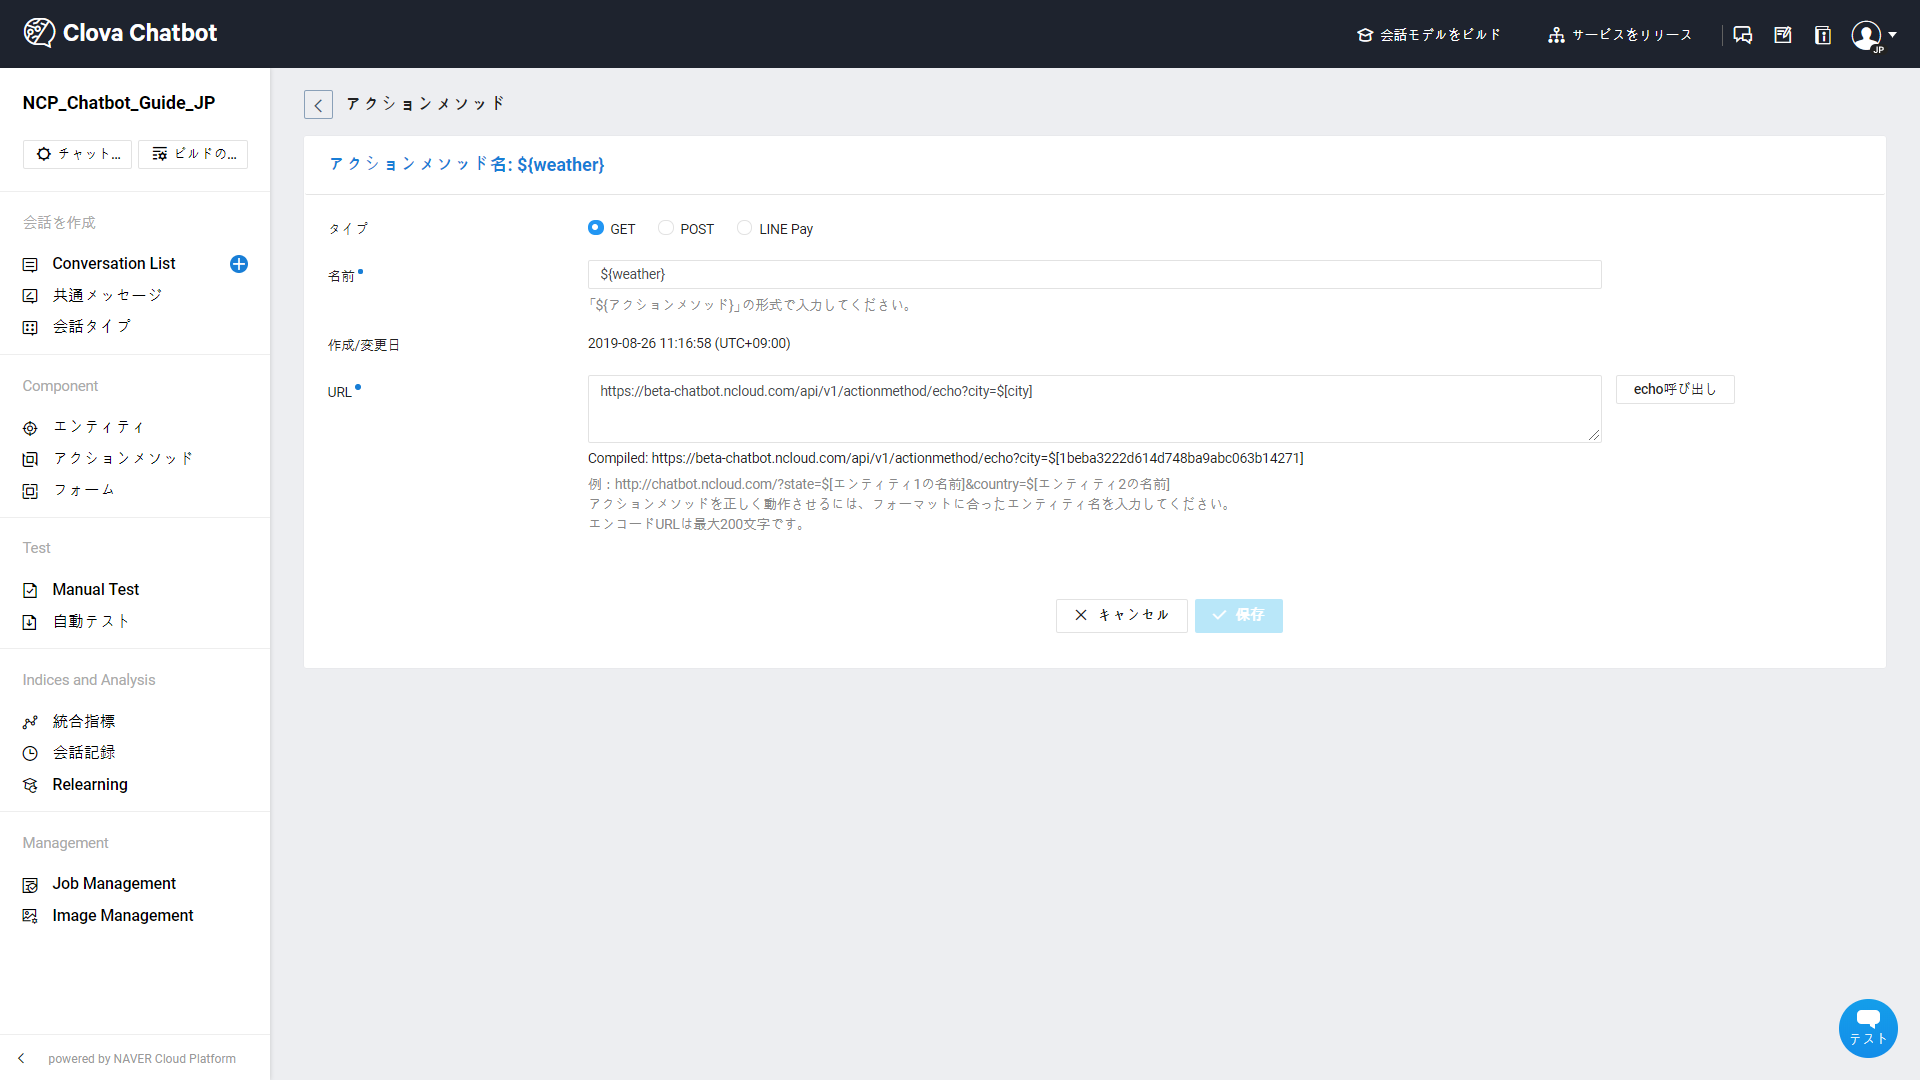 Clova Chatbot
会話モデルをビルド
サービスをリリース
JP
NCP_Chatbot_Guide_JP
チャット...
ビルドの...
会話を作成
Conversation List
共通メッセージ
会話タイプ
Component
エンティティ
アクションメソッド
フォーム
Test
Manual Test
自動テスト
Indices and Analysis
統合指標
会話記録
Relearning
Management
Job Management
Image Management
powered by NAVER Cloud Platform
アクションメソッド
アクションメソッド名: ${weather}
タイプ
GET
POST
LINE Pay
名前
${weather}
「${アクションメソッド}」の形式で入力してください。
作成/変更日
2019-08-26 11:16:58 (UTC+09:00)
URL
https://beta-chatbot.ncloud.com/api/v1/actionmethod/echo?city=$[city]
echo呼び出し
Compiled: https://beta-chatbot.ncloud.com/api/v1/actionmethod/echo?city=$[1beba3222d614d748ba9abc063b14271]
例：http://chatbot.ncloud.com/?state=$[エンティティ1の名前]&country=$[エンティティ2の名前]
アクションメソッドを正しく動作させるには、フォーマットに合ったエンティティ名を入力してください。
エンコードURLは最大200文字です。
キャンセル
保存
テスト